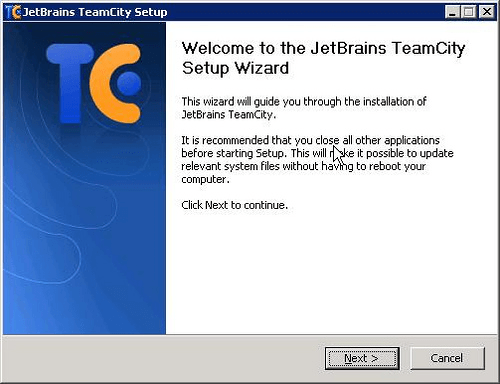 JetBrains TeamCity Setup
TC
Welcome to the JetBrains TeamCity
Setup Wizard
This wizard will guide you through the installation of
JetBrains TeamCity.
It is recommended that you close all other applications
before starting Setup. This will make it possible to update
relevant system files without having to reboot your
computer.
Click Next to continue.
Next >
Cancel